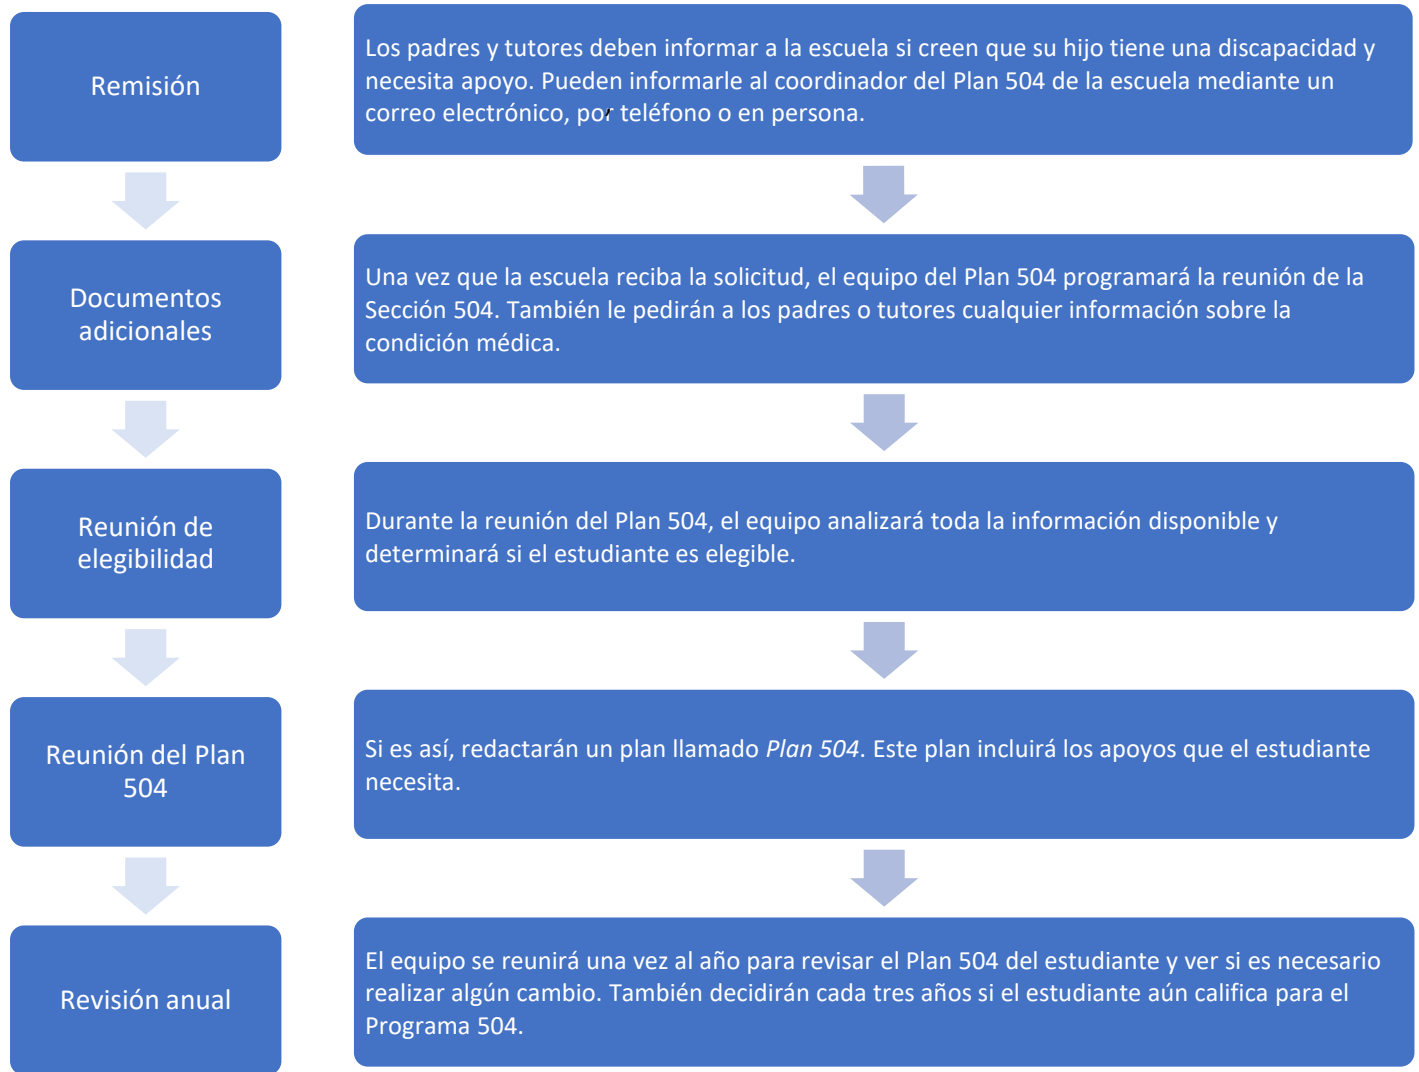 Remisión
Los padres y tutores deben informar a la escuela si creen que su hijo tiene una discapacidad y
necesita apoyo. Pueden informarle al coordinador del Plan 504 de la escuela mediante un
correo electrónico, por teléfono o en persona.
Documentos
adicionales
Una vez que la escuela reciba la solicitud, el equipo del Plan 504 programará la reunión de la
Sección 504. También le pedirán a los padres o tutores cualquier información sobre la
condición médica.
Reunión de
elegibilidad
Durante la reunión del Plan 504, el equipo analizará toda la información disponible y
determinará si el estudiante es elegible.
Reunión del Plan
504
Si es así, redactarán un plan llamado Plan 504. Este plan incluirá los apoyos que el estudiante
necesita.
Revisión anual
El equipo se reunirá una vez al año para revisar el Plan 504 del estudiante y ver si es necesario
realizar algún cambio. También decidirán cada tres años si el estudiante aún califica para el
Programa 504.